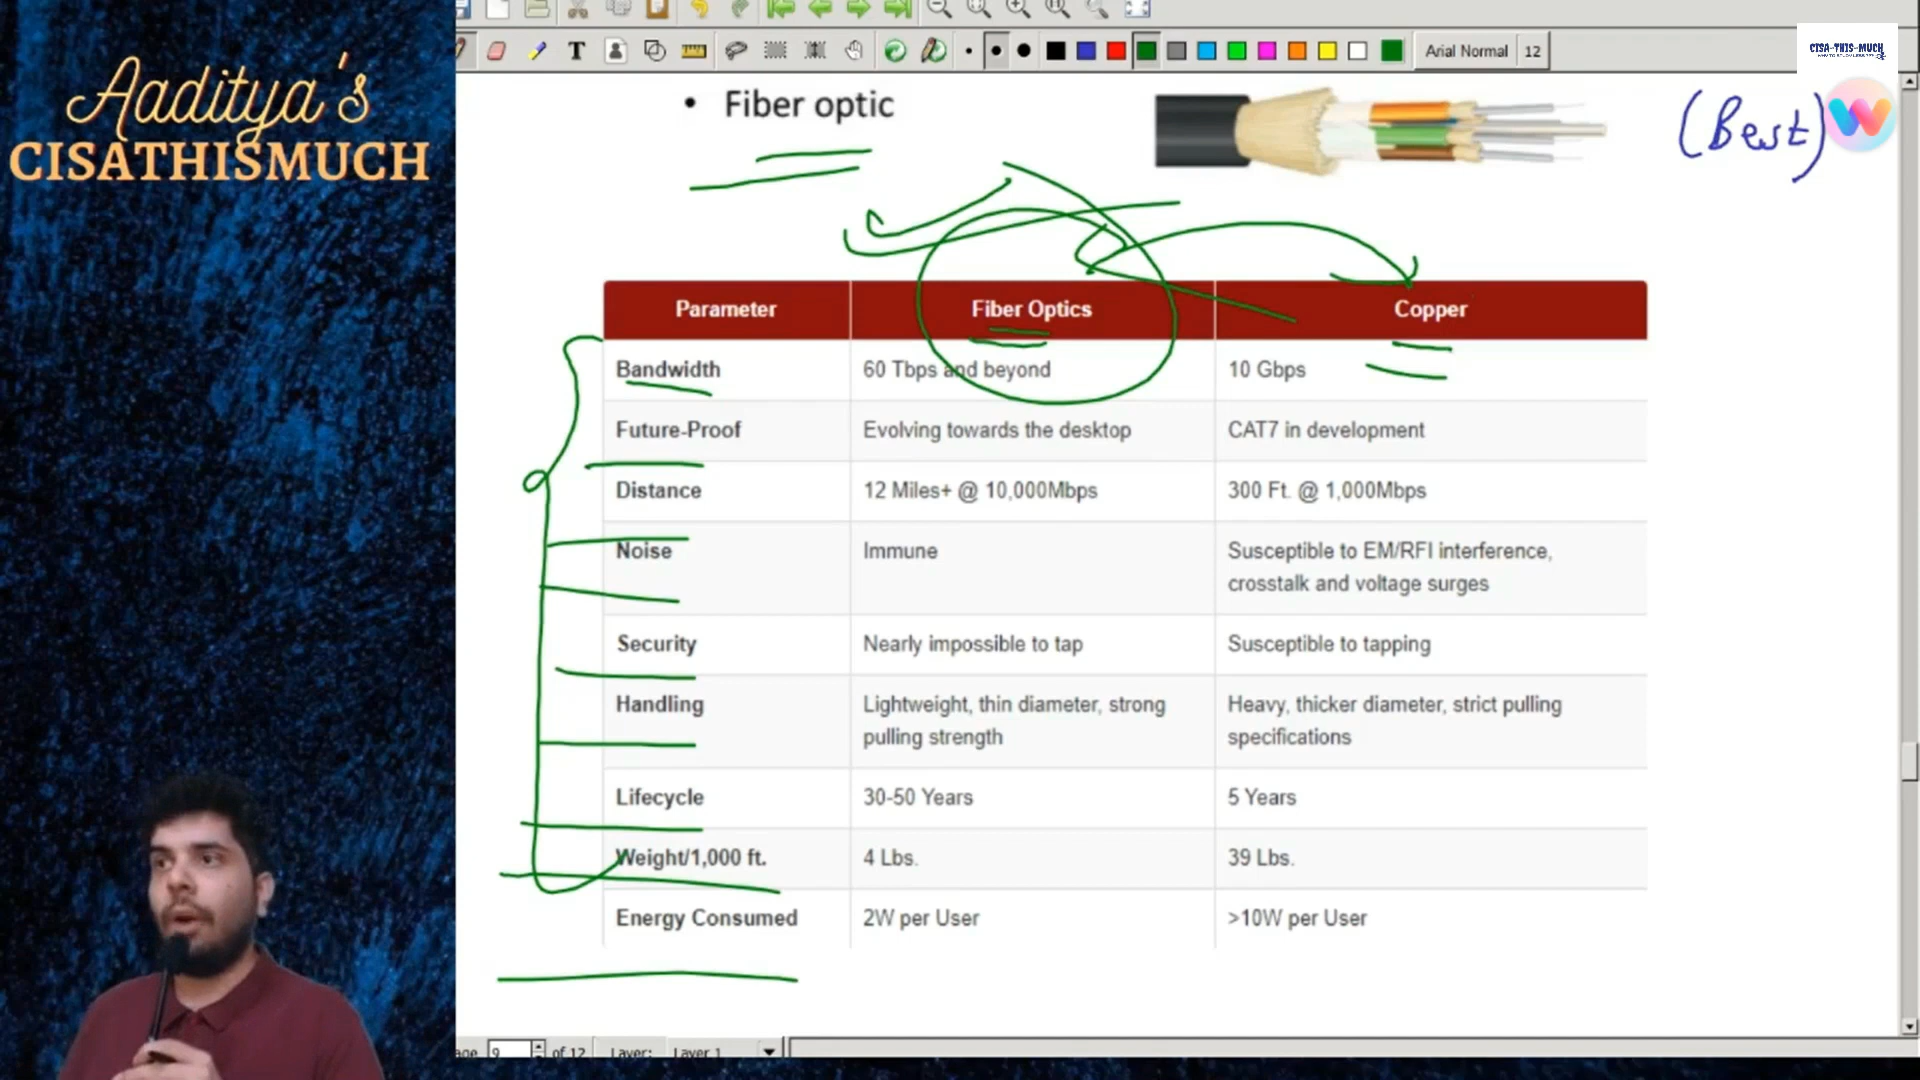 Aaditya's
CISATHISMUCH
T
Arial Normal 12
CISA-THIS-MUCH
• Fiber optic
(Best)
Parameter Fiber Optics Copper
Bandwidth 60 Tbps and beyond 10 Gbps
Future-Proof Evolving towards the desktop CAT7 in development
Distance 12 Miles+ @ 10,000Mbps 300 Ft. @ 1,000Mbps
Noise Immune Susceptible to EM/RFI interference,
crosstalk and voltage surges
Security Nearly impossible to tap Susceptible to tapping
Handling Lightweight, thin diameter, strong Heavy, thicker diameter, strict pulling
pulling strength specifications
Lifecycle 30-50 Years 5 Years
Weight/1,000 ft. 4 Lbs. 39 Lbs.
Energy Consumed 2W per User >10W per User
9 of 12 Layer: Layer 1